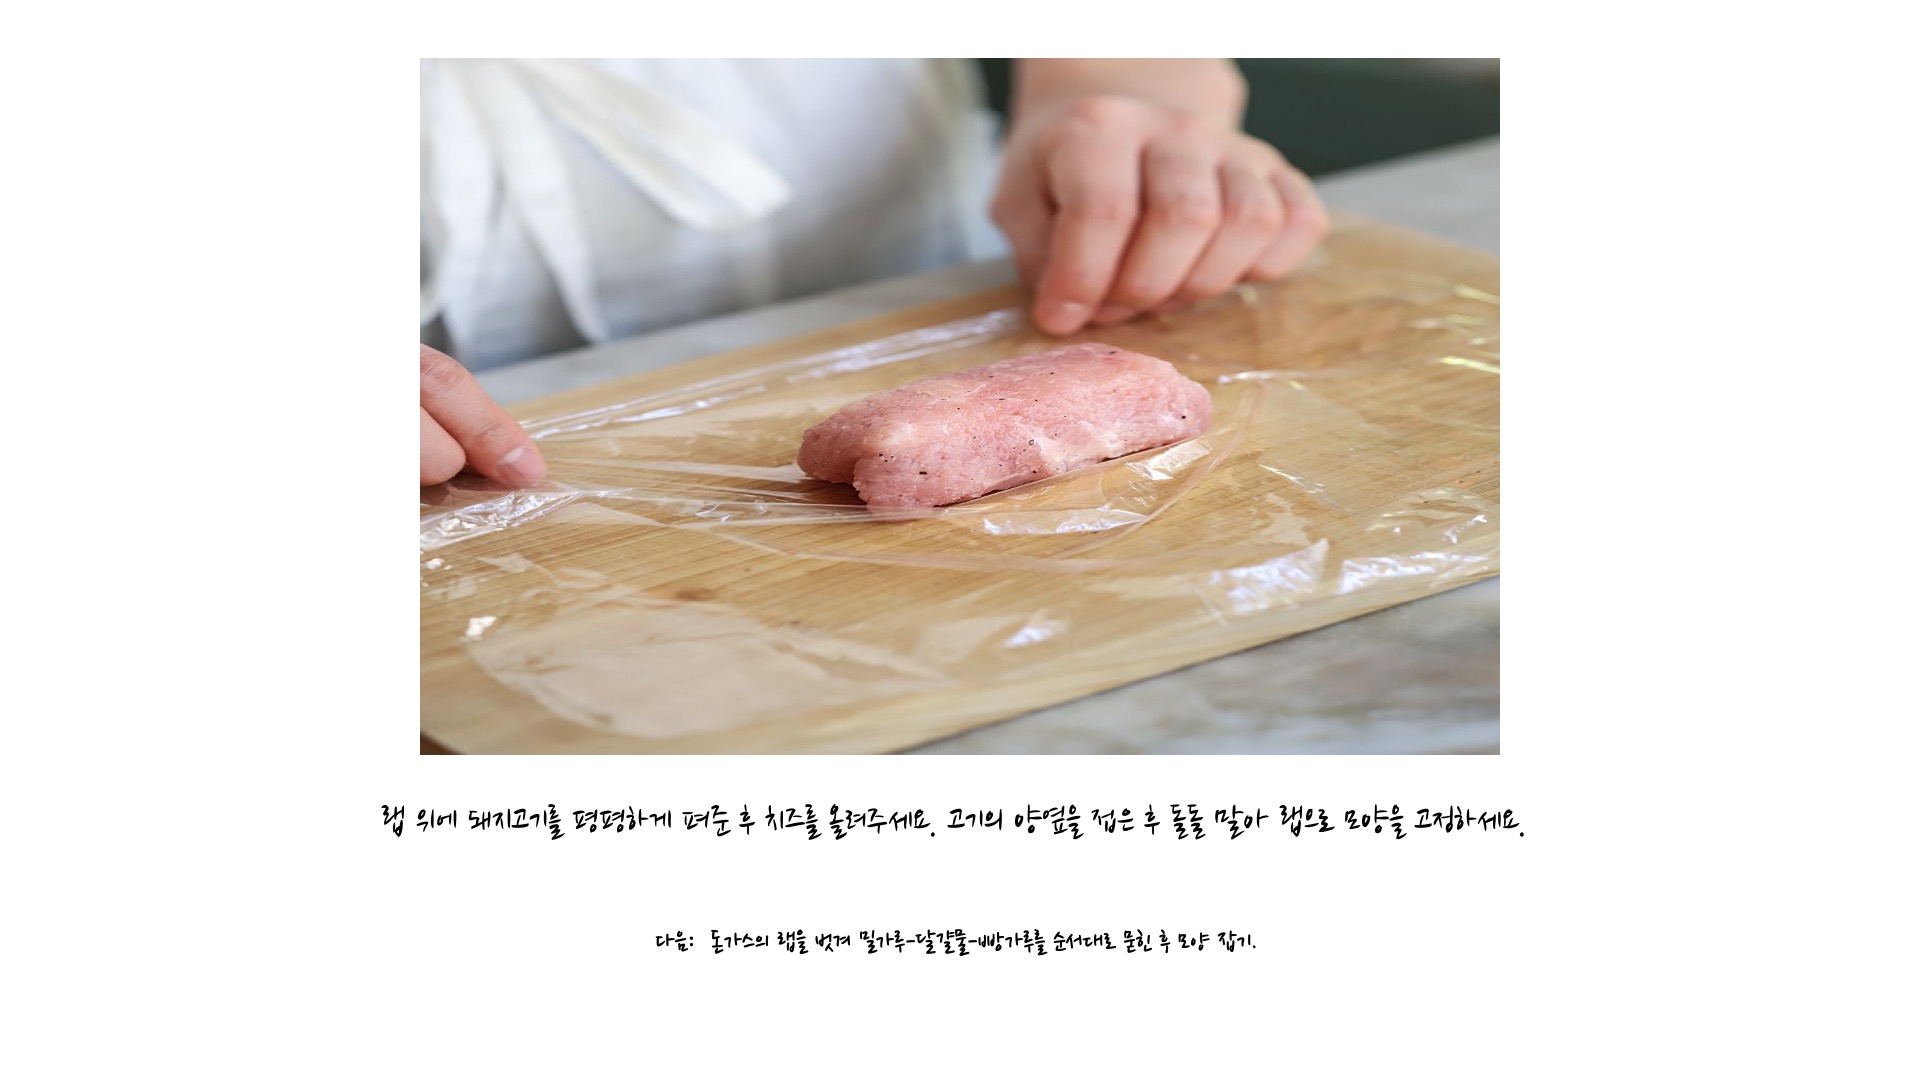 랩 위에 돼지고기를 평평하게 펴준 후 치즈를 올려주세요. 고기의 양옆을 접은 후 돌돌 말아 랩으로 모양을 고정하세요.
다음: 돈가스의 랩을 벗겨 밀가루-달걀물-빵가루를 순서대로 묻힌 후 모양 잡기.